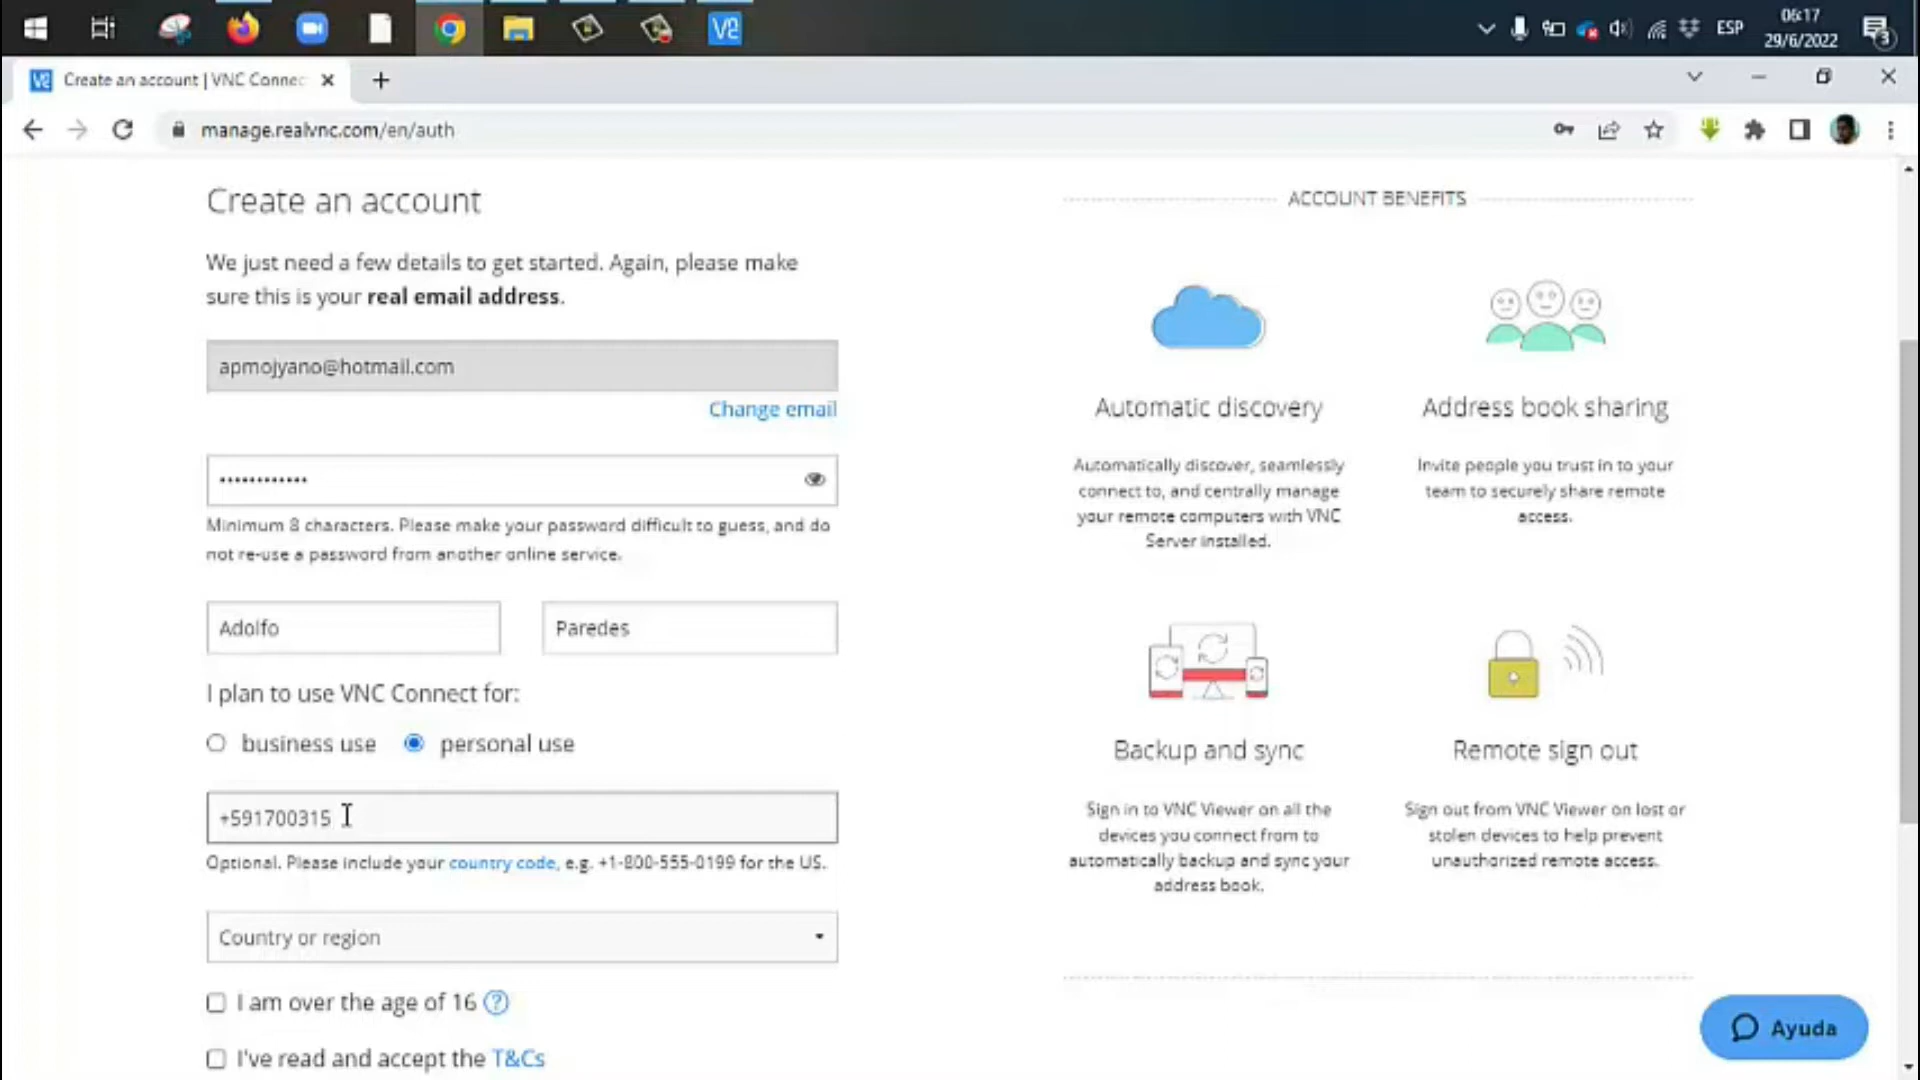 ESP
06:17
29/6/2022
3
Create an account | VNC Connec
manage.realvnc.com/en/auth
Create an account
We just need a few details to get started. Again, please make
sure this is your real email address.
apmojyano@hotmail.com
Change email
••••••••••••
Minimum 8 characters. Please make your password difficult to guess, and do
not re-use a password from another online service.
Adolfo
Paredes
I plan to use VNC Connect for:
business use
personal use
+591700315
Optional. Please include your country code, e.g. +1-800-555-0199 for the US.
Country or region
I am over the age of 16 ?
I've read and accept the T&Cs
ACCOUNT BENEFITS
Automatic discovery
Automatically discover, seamlessly
connect to, and centrally manage
your remote computers with VNC
Server installed.
Address book sharing
Invite people you trust in to your
team to securely share remote
access.
Backup and sync
Sign in to VNC Viewer on all the
devices you connect from to
automatically backup and sync your
address book.
Remote sign out
Sign out from VNC Viewer on lost or
stolen devices to help prevent
unauthorized remote access.
Ayuda